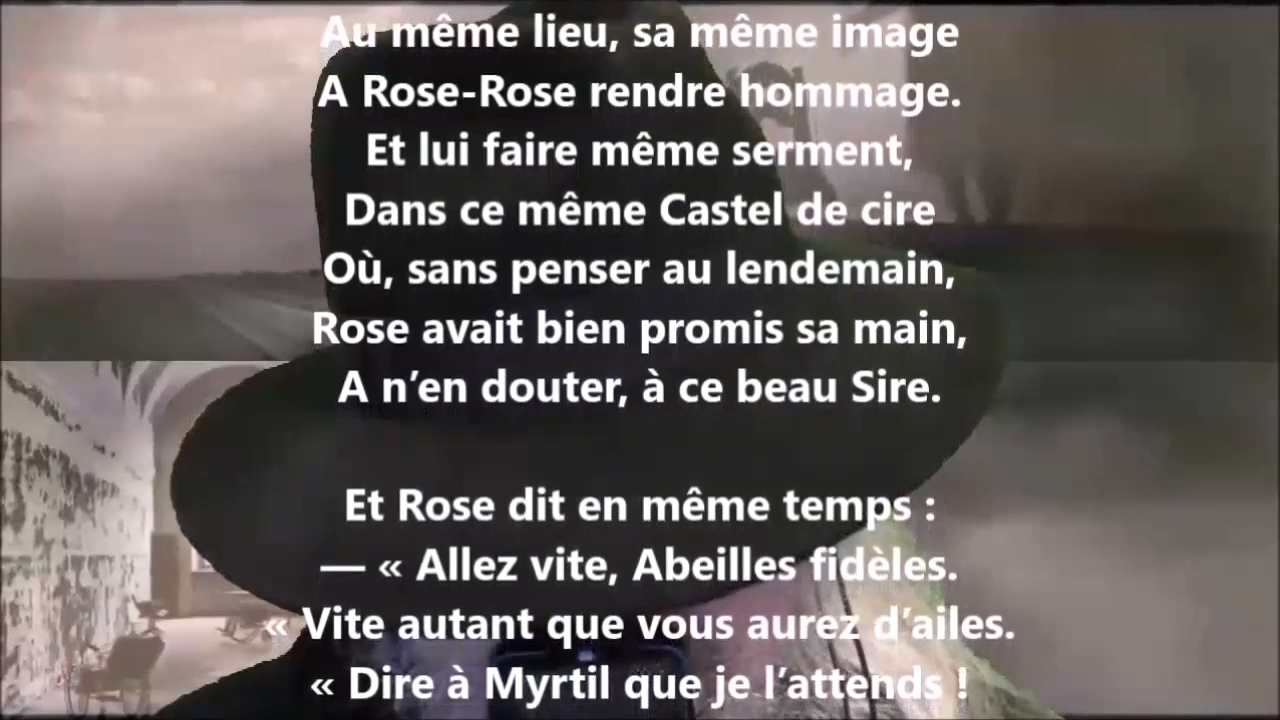 Au même lieu, sa même image
A Rose-Rose rendre hommage.
Et lui faire même serment,
Dans ce même Castel de cire
Où, sans penser au lendemain,
Rose avait bien promis sa main,
A n’en douter, à ce beau Sire.
Et Rose dit en même temps :
— « Allez vite, Abeilles fidèles.
« Vite autant que vous aurez d’ailes.
« Dire à Myrtil que je l’attends !